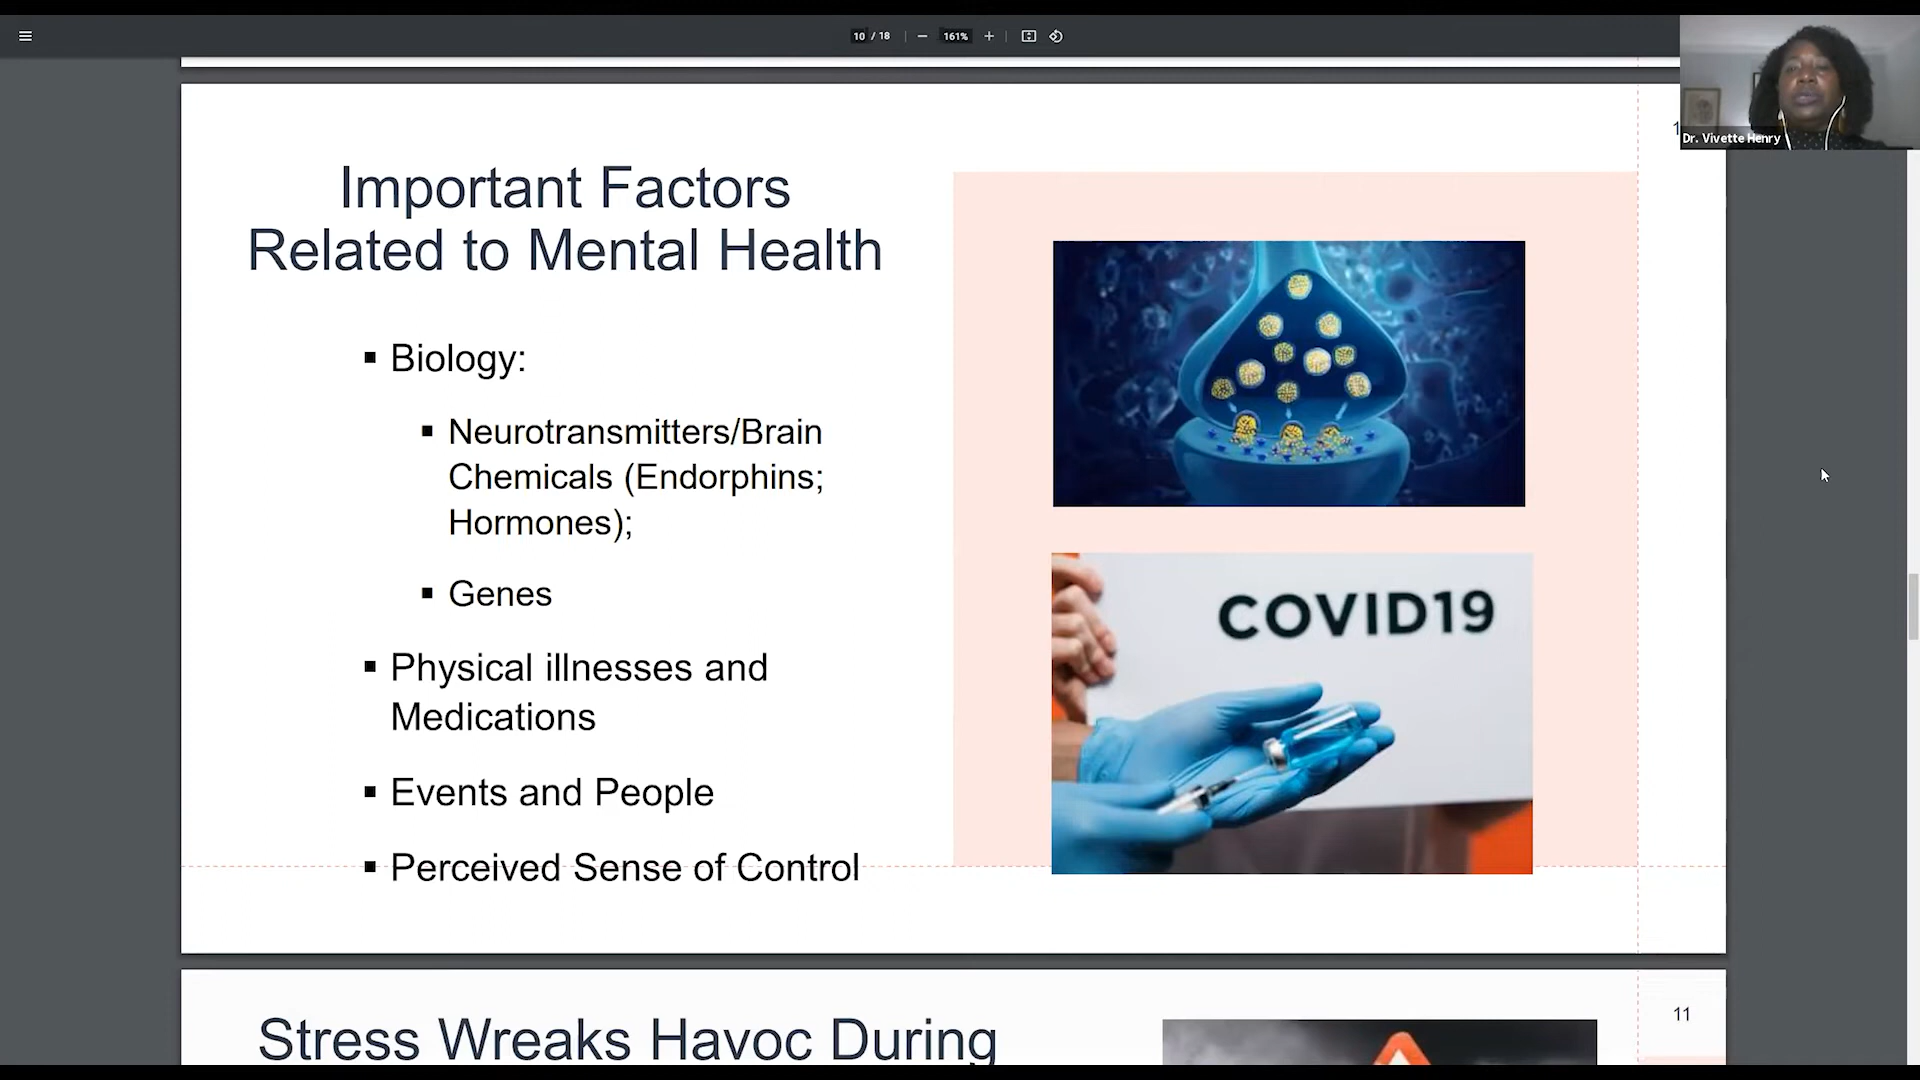 10 / 18
161%
Dr. Vivette Henry
Important Factors
Related to Mental Health
▪ Biology:
▪ Neurotransmitters/Brain
Chemicals (Endorphins;
Hormones);
▪ Genes
▪ Physical illnesses and
Medications
▪ Events and People
▪ Perceived Sense of Control
COVID19
Stress Wreaks Havoc During
11